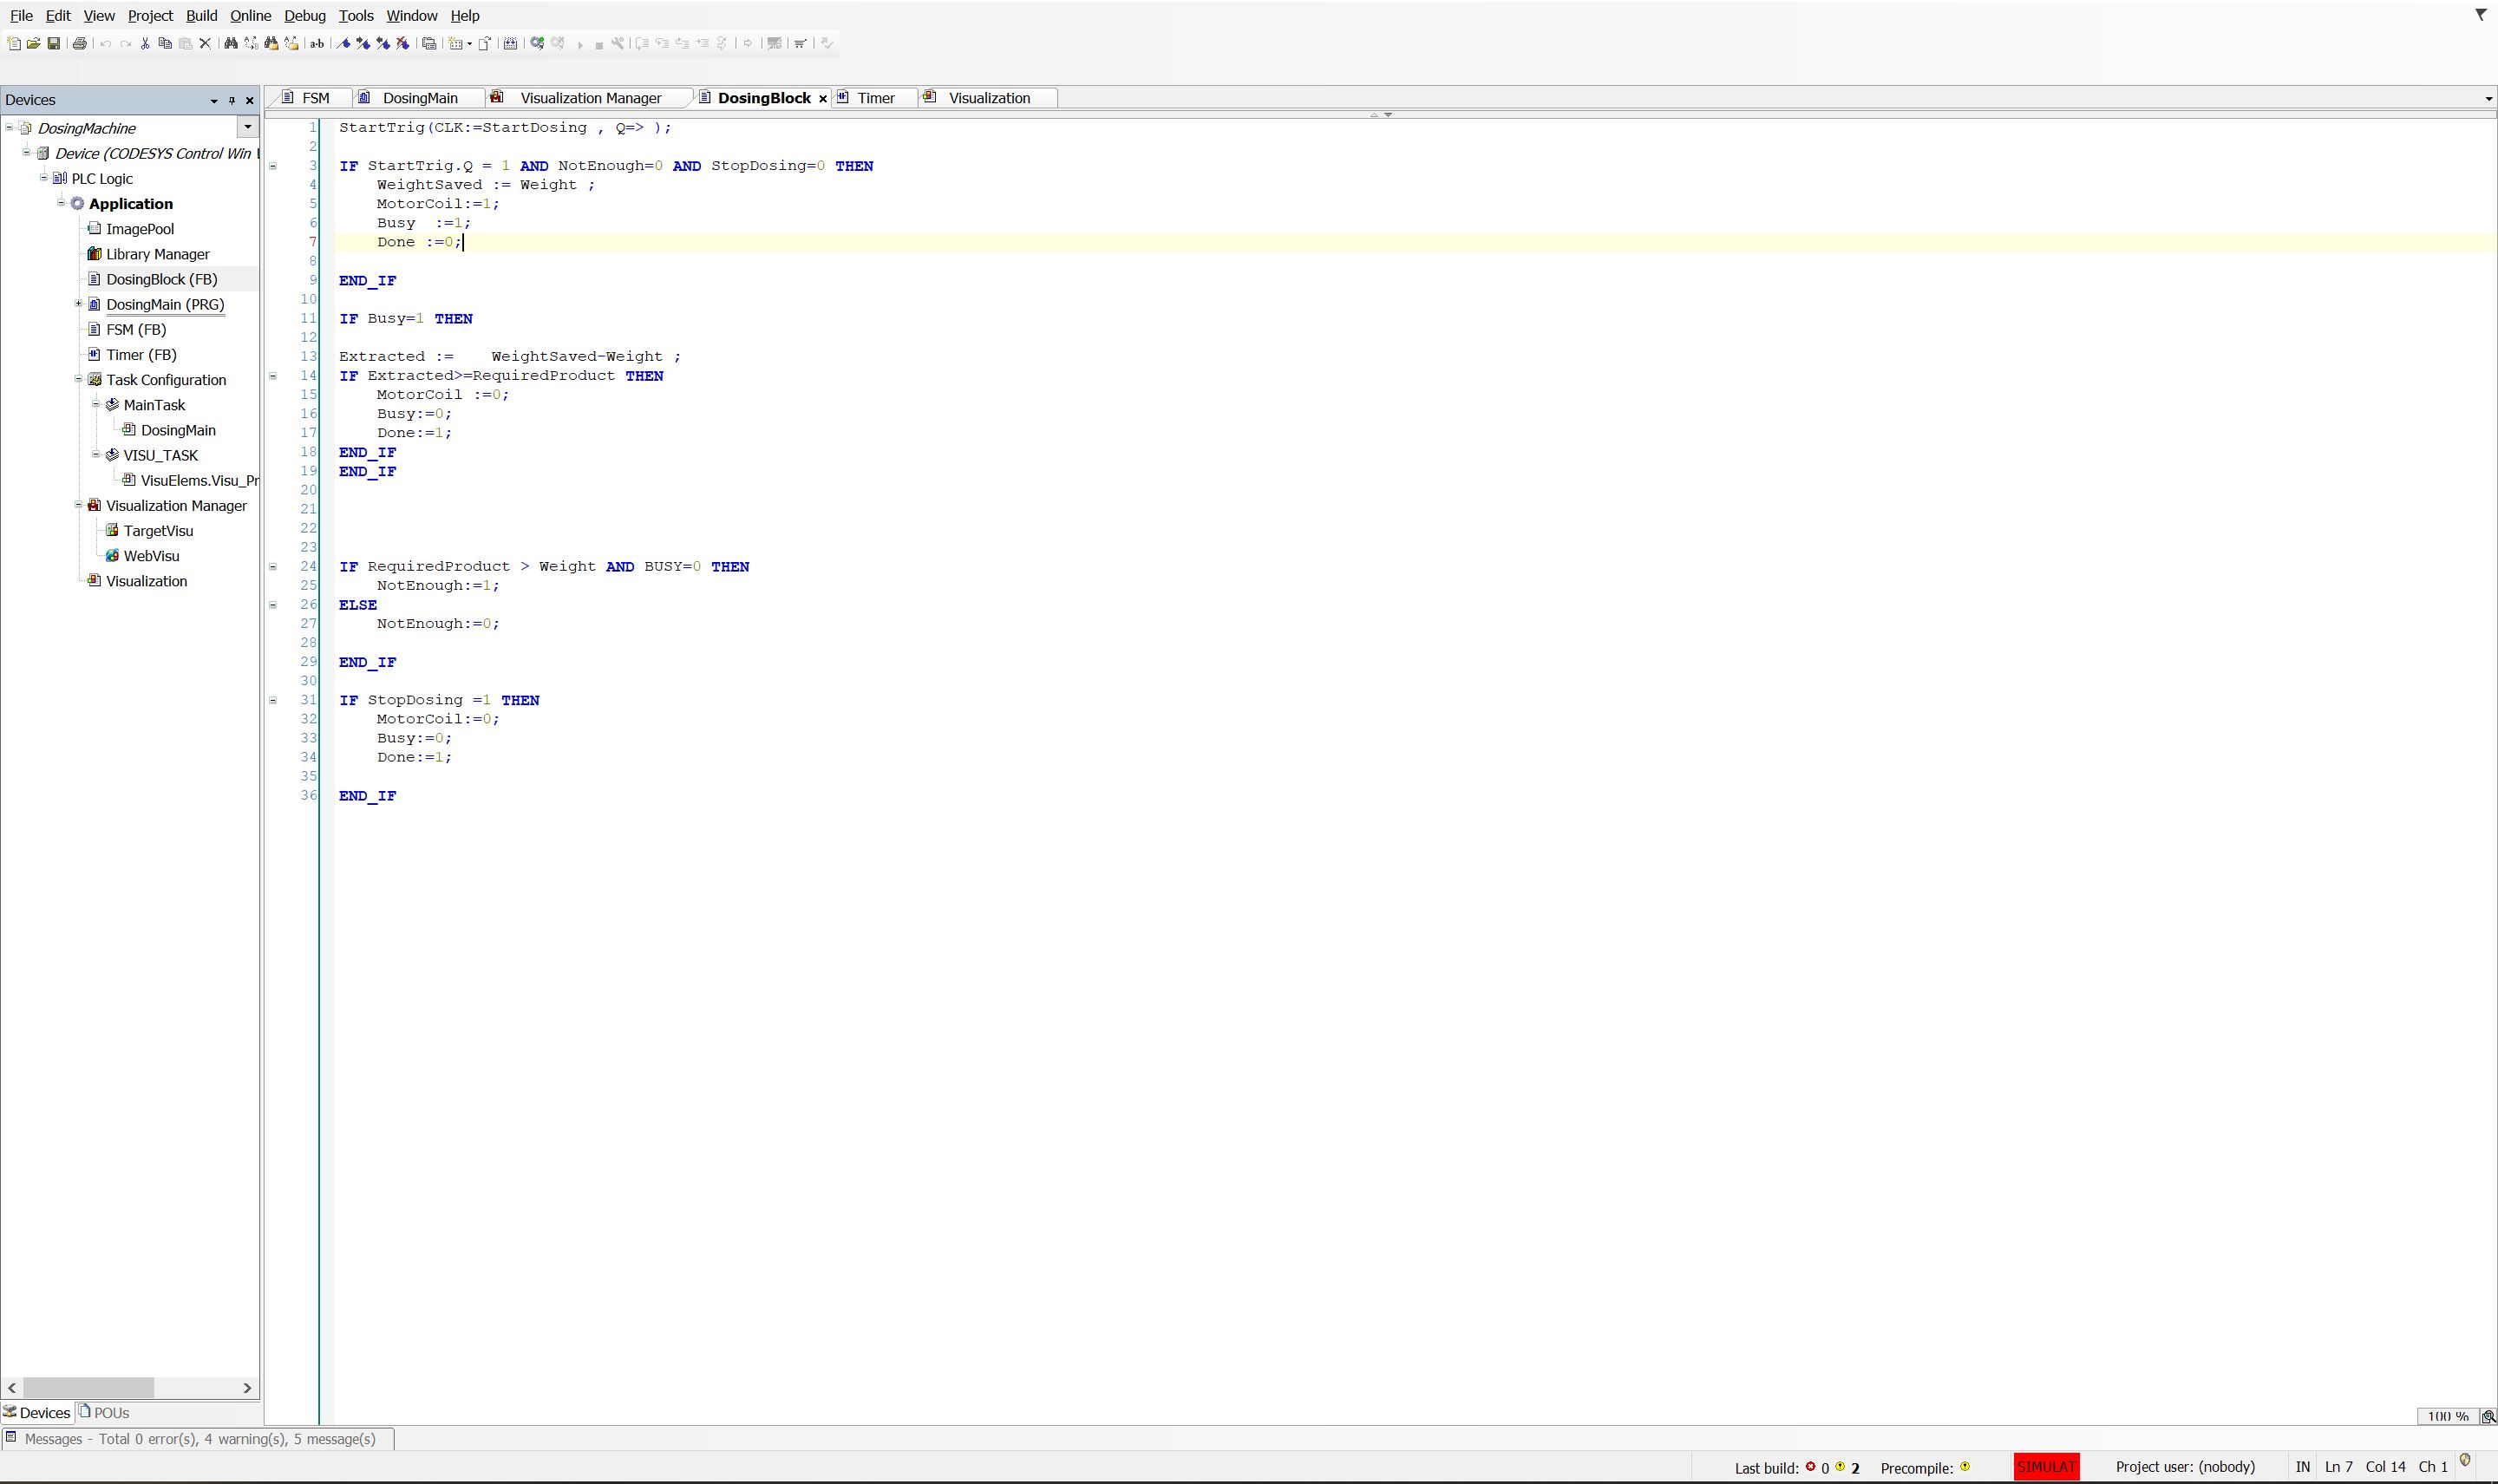 File Edit View Project Build Online Debug Tools Window Help
Devices
DosingMachine
Device (CODESYS Control Win
PLC Logic
Application
ImagePool
Library Manager
DosingBlock (FB)
DosingMain (PRG)
FSM (FB)
Timer (FB)
Task Configuration
MainTask
DosingMain
VISU_TASK
VisuElems.Visu_Pr
Visualization Manager
TargetVisu
WebVisu
Visualization
Devices POUs
FSM DosingMain Visualization Manager DosingBlock Timer Visualization
1 StartTrig(CLK:=StartDosing , Q=> );
2
3 IF StartTrig.Q = 1 AND NotEnough=0 AND StopDosing=0 THEN
4 WeightSaved := Weight ;
5 MotorCoil:=1;
6 Busy :=1;
7 Done :=0;
8
9 END_IF
10
11 IF Busy=1 THEN
12
13 Extracted := WeightSaved-Weight ;
14 IF Extracted>=RequiredProduct THEN
15 MotorCoil :=0;
16 Busy:=0;
17 Done:=1;
18 END_IF
19 END_IF
20
21
22
23
24 IF RequiredProduct > Weight AND BUSY=0 THEN
25 NotEnough:=1;
26 ELSE
27 NotEnough:=0;
28
29 END_IF
30
31 IF StopDosing =1 THEN
32 MotorCoil:=0;
33 Busy:=0;
34 Done:=1;
35
36 END_IF
100 %
Messages - Total 0 error(s), 4 warning(s), 5 message(s)
Last build: 0 2 Precompile: SIMULAT Project user: (nobody) IN Ln 7 Col 14 Ch 1